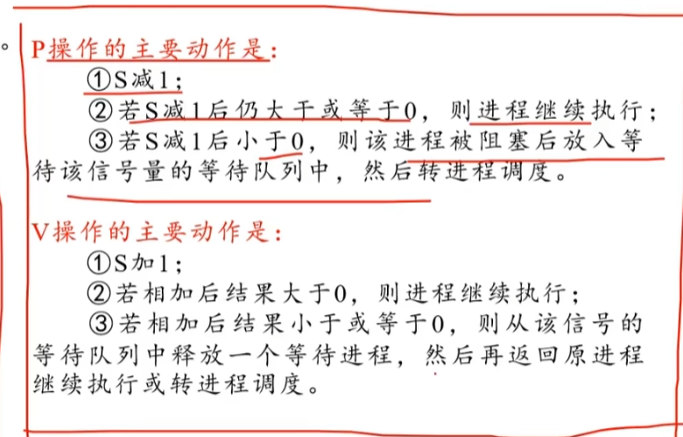 P操作的主要动作是：
①S减1；
②若S减1后仍大于或等于0，则进程继续执行；
③若S减1后小于0，则该进程被阻塞后放入等
待该信号量的等待队列中，然后转进程调度。
V操作的主要动作是：
①S加1；
②若相加后结果大于0，则进程继续执行；
③若相加后结果小于或等于0，则从该信号的
等待队列中释放一个等待进程，然后再返回原进程
继续执行或转进程调度。